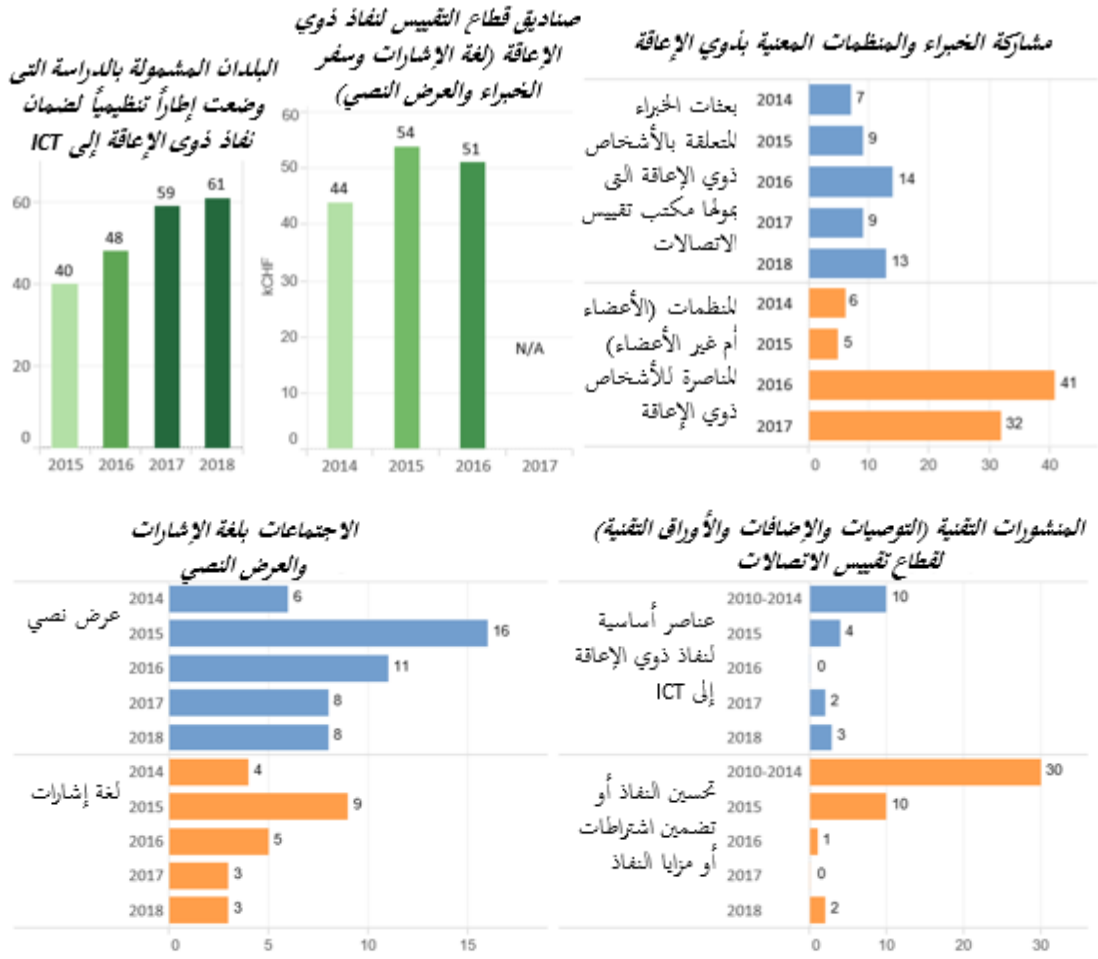 البلدان المشمولة بالدراسة التى
وضعت إطاراً تنظيمياً لضمان
نفاذ ذوى الإعاقة إلى ICT
60
40
20
0
40
48
59
61
2015 2016 2017 2018
صناديق قطاع التقييس لنفاذ ذوي
الإعاقة (لغة الإشارات وسفر
الخبراء والعرض النصي)
kCHF
60
50
40
30
20
10
0
44
54
51
N/A
2014 2015 2016 2017
مشاركة الخبراء والمنظمات المعنية بذوي الإعاقة
بعثات الخبراء
المتعلقة بالأشخاص
ذوي الإعاقة التى
يمولها مكتب تقييس
الاتصالات
2014 7
2015 9
2016 14
2017 9
2018 13
المنظمات (الأعضاء
أم غير الأعضاء)
المناصرة للأشخاص
ذوي الإعاقة
2014 6
2015 5
2016 41
2017 32
0 10 20 30 40
الاجتماعات بلغة الإشارات
والعرض النصي
عرض نصي
2014 6
2015 16
2016 11
2017 8
2018 8
لغة إشارات
2014 4
2015 9
2016 5
2017 3
2018 3
0 5 10 15
المنشورات التقنية (التوصيات والإضافات والأوراق التقنية)
لقطاع تقييس الاتصالات
عناصر أساسية
لنفاذ ذوي الإعاقة
إلى ICT
2010-2014 10
2015 4
2016 0
2017 2
2018 3
تحسين النفاذ أو
تضمين اشتراطات
أو مزايا النفاذ
2010-2014 30
2015 10
2016 1
2017 0
2018 2
0 10 20 30